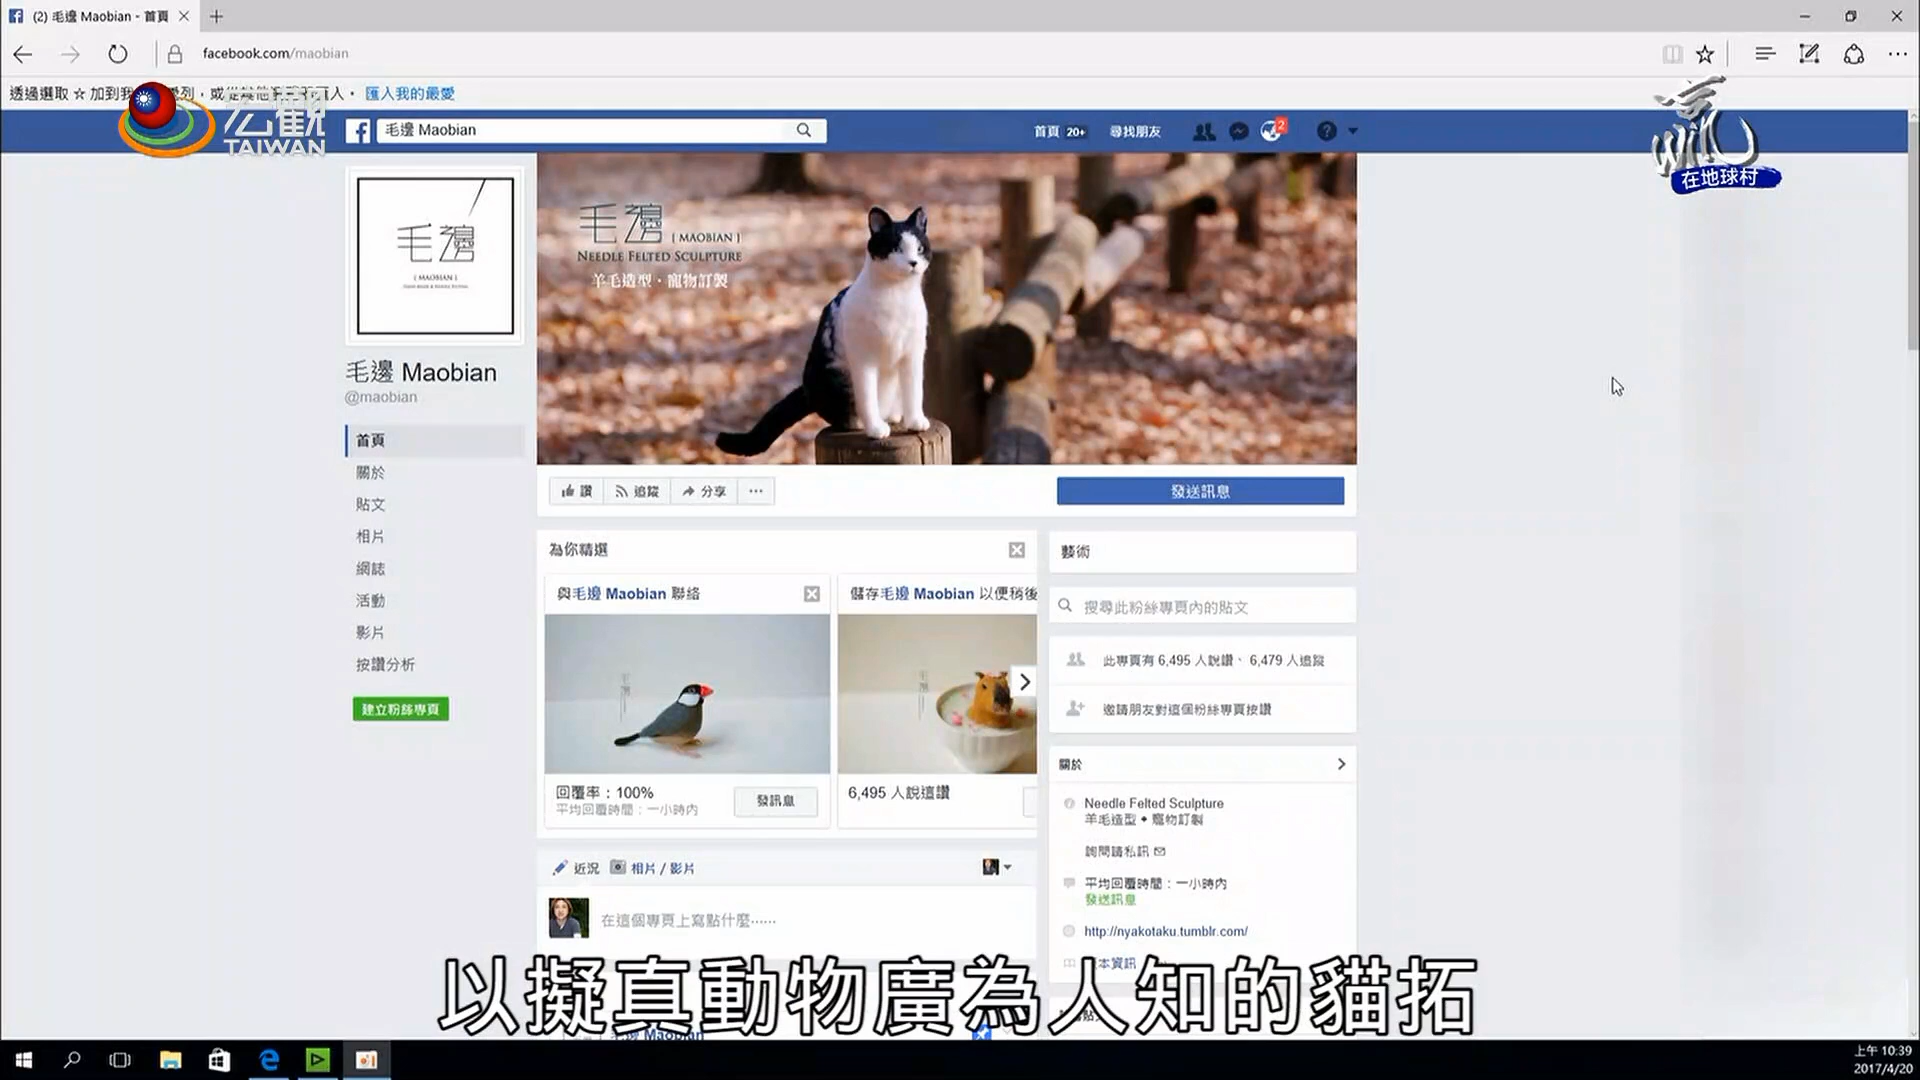 (2) 毛邊 Maobian - 首頁
facebook.com/maobian
匯入我的最愛
宏觀
TAIWAN
毛邊 Maobian
首頁 20+
尋找朋友
2
win
在地球村
毛邊
{ MAOBIAN }
毛邊 { MAOBIAN }
NEEDLE FELTED SCULPTURE
羊毛造型・寵物訂製
毛邊 Maobian
@maobian
首頁
關於
貼文
相片
網誌
活動
影片
按讚分析
建立粉絲專頁
讚
追蹤
分享
發送訊息
為你精選
與毛邊 Maobian 聯絡
回覆率：100%
平均回覆時間：一小時內
發訊息
儲存毛邊 Maobian 以便稍後
6,495 人說這讚
近況
相片 / 影片
在這個專頁上寫點什麼⋯⋯
藝術
搜尋此粉絲專頁內的貼文
此專頁有 6,495 人說讚、 6,479 人追蹤
邀請朋友對這個粉絲專頁按讚
關於
Needle Felted Sculpture
羊毛造型 ◆ 寵物訂製
詢問請私訊
平均回覆時間：一小時內
發送訊息
http://nyakotaku.tumblr.com/
以擬真動物廣為人知的貓拓
毛邊 Maobian
上午 10:39
2017/4/20